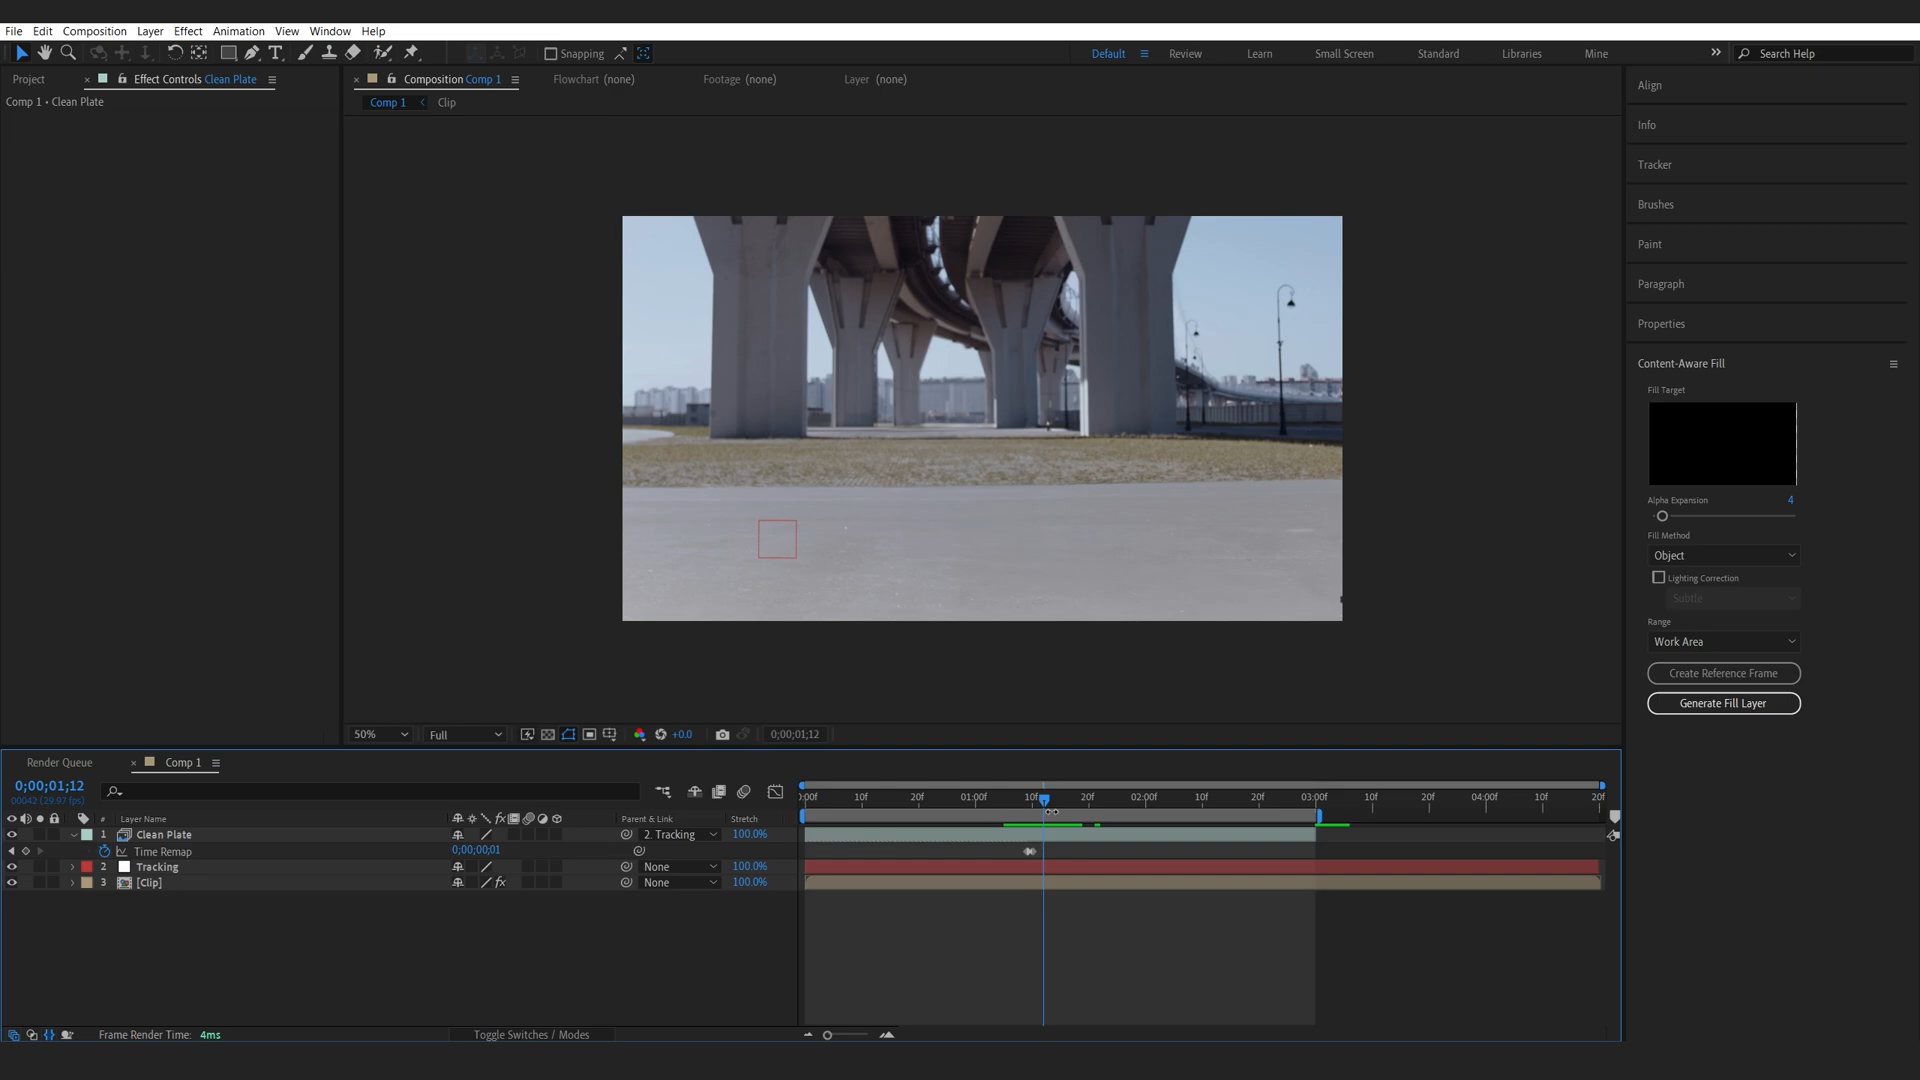 File Edit Composition Layer Effect Animation View Window Help
Snapping Default Review Learn Small Screen Standard Libraries Mine Search Help
Project Effect Controls Clean Plate Composition Comp 1 Flowchart (none) Footage (none) Layer (none)
Comp 1 • Clean Plate Comp 1 Clip
Align
Info
Tracker
Brushes
Paint
Paragraph
Properties
Content-Aware Fill
Fill Target
Alpha Expansion 4
Fill Method
Object
Lighting Correction
Subtle
Range
Work Area
Create Reference Frame
Generate Fill Layer
50% Full +0.0 0;00;01;12
Render Queue Comp 1
0;00;01;12
00042 (29.97 fps)
0:00f 10f 20f 01:00f 10f 20f 02:00f 10f 20f 03:00f 10f 20f 04:00f 10f 20f
# Layer Name Parent & Link Stretch
1 Clean Plate 2. Tracking 100.0%
Time Remap 0;00;00;01
2 Tracking None 100.0%
3 [Clip] fx None 100.0%
Frame Render Time: 4ms Toggle Switches / Modes